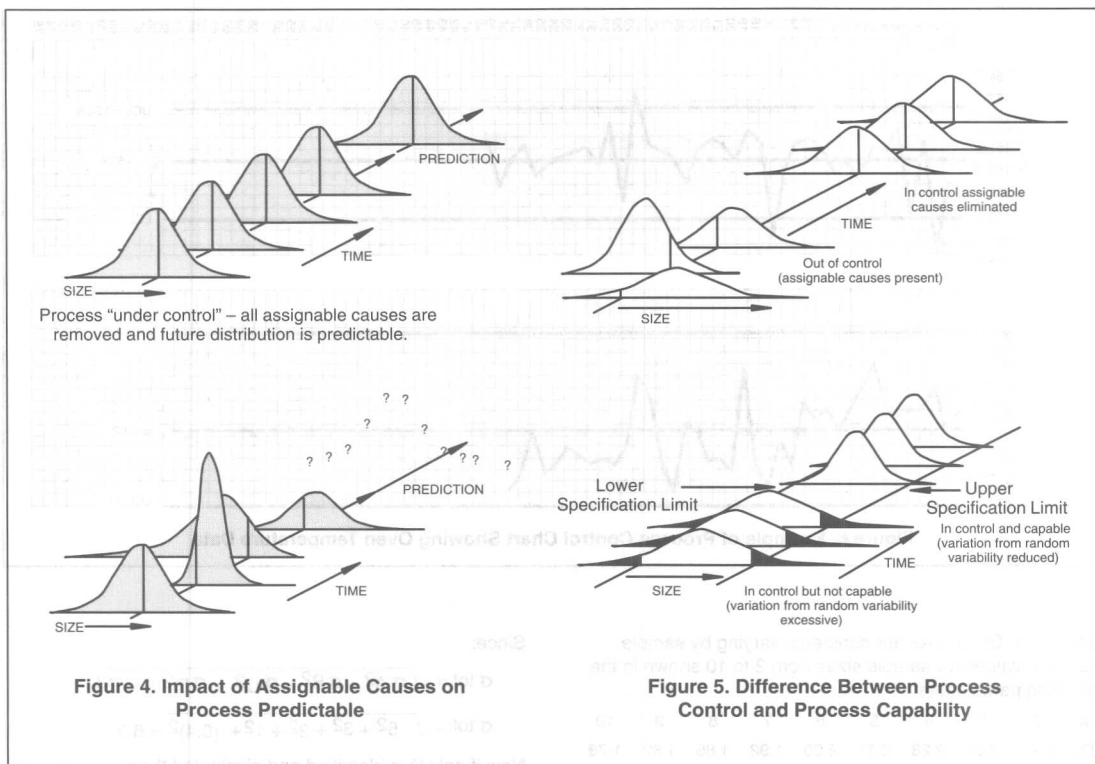 PREDICTION
TIME
SIZE
Process “under control” – all assignable causes are
removed and future distribution is predictable.
In control assignable
causes eliminated
TIME
Out of control
(assignable causes present)
SIZE
? ?
? ? ? ? ?
? ? ? ?
PREDICTION
TIME
SIZE
Lower
Specification Limit
Upper
Specification Limit
In control and capable
(variation from random
variability reduced)
TIME
SIZE
In control but not capable
(variation from random variability
excessive)
Figure 4. Impact of Assignable Causes on
Process Predictable
Figure 5. Difference Between Process
Control and Process Capability